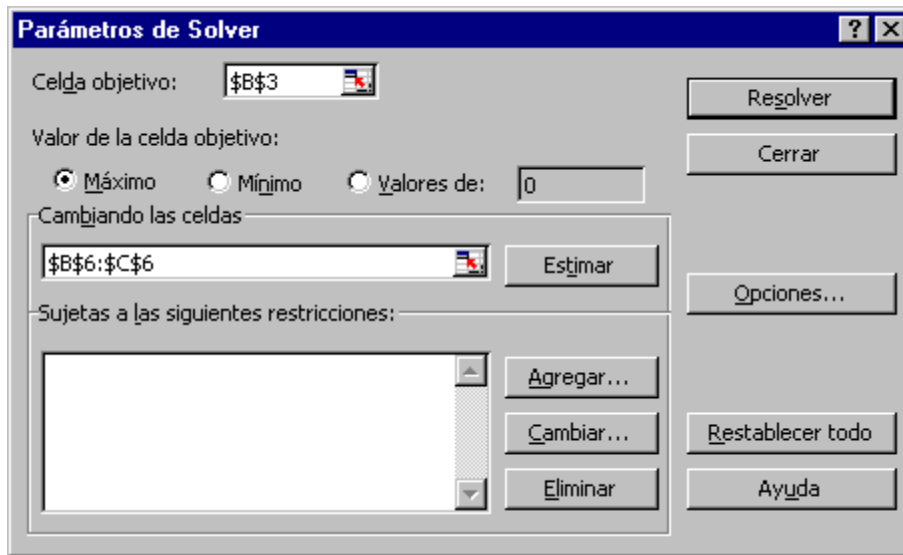 Parámetros de Solver
Celda objetivo: $B$3
Resolver
Valor de la celda objetivo:
Cerrar
Máximo Mínimo Valores de: 0
Cambiando las celdas
$B$6:$C$6 Estimar
Opciones...
Sujetas a las siguientes restricciones:
Agregar...
Cambiar... Restablecer todo
Eliminar Ayuda